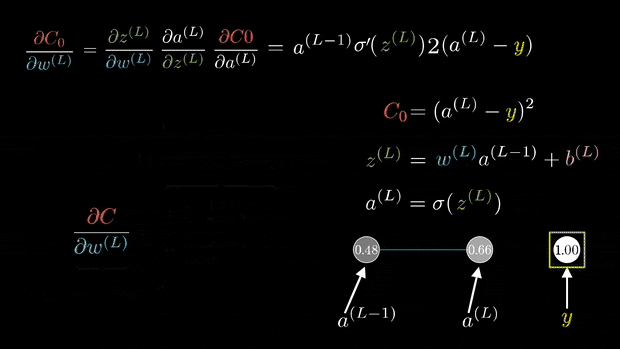 ∂C₀/∂w⁽ᴸ⁾ = ∂z⁽ᴸ⁾/∂w⁽ᴸ⁾ ∂a⁽ᴸ⁾/∂z⁽ᴸ⁾ ∂C0/∂a⁽ᴸ⁾ = a⁽ᴸ⁻¹⁾σ′(z⁽ᴸ⁾)2(a⁽ᴸ⁾ − y)
C₀ = (a⁽ᴸ⁾ − y)²
z⁽ᴸ⁾ = w⁽ᴸ⁾a⁽ᴸ⁻¹⁾ + b⁽ᴸ⁾
a⁽ᴸ⁾ = σ(z⁽ᴸ⁾)
∂C/∂w⁽ᴸ⁾
0.48 0.66 1.00
a⁽ᴸ⁻¹⁾ a⁽ᴸ⁾ y